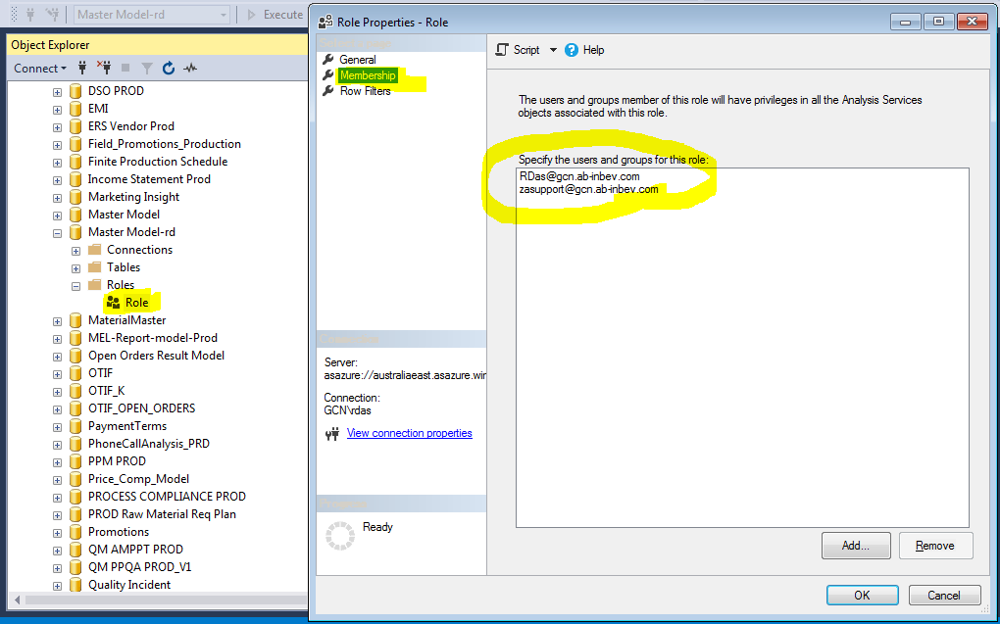 Master Model-rd
Execute
Object Explorer
Connect
DSO PROD
EMI
ERS Vendor Prod
Field_Promotions_Production
Finite Production Schedule
Income Statement Prod
Marketing Insight
Master Model
Master Model-rd
Connections
Tables
Roles
Role
MaterialMaster
MEL-Report-model-Prod
Open Orders Result Model
OTIF
OTIF_K
OTIF_OPEN_ORDERS
PaymentTerms
PhoneCallAnalysis_PRD
PPM PROD
Price_Comp_Model
PROCESS COMPLIANCE PROD
PROD Raw Material Req Plan
Promotions
QM AMPPT PROD
QM PPQA PROD_V1
Quality Incident
Role Properties - Role
General
Membership
Row Filters
Server:
asazure://australiaeast.asazure.wir
Connection:
GCN\rdas
View connection properties
Ready
Script
Help
The users and groups member of this role will have privileges in all the Analysis Services
objects associated with this role.
Specify the users and groups for this role:
RDas@gcn.ab-inbev.com
zasupport@gcn.ab-inbev.com
Add...
Remove
OK
Cancel